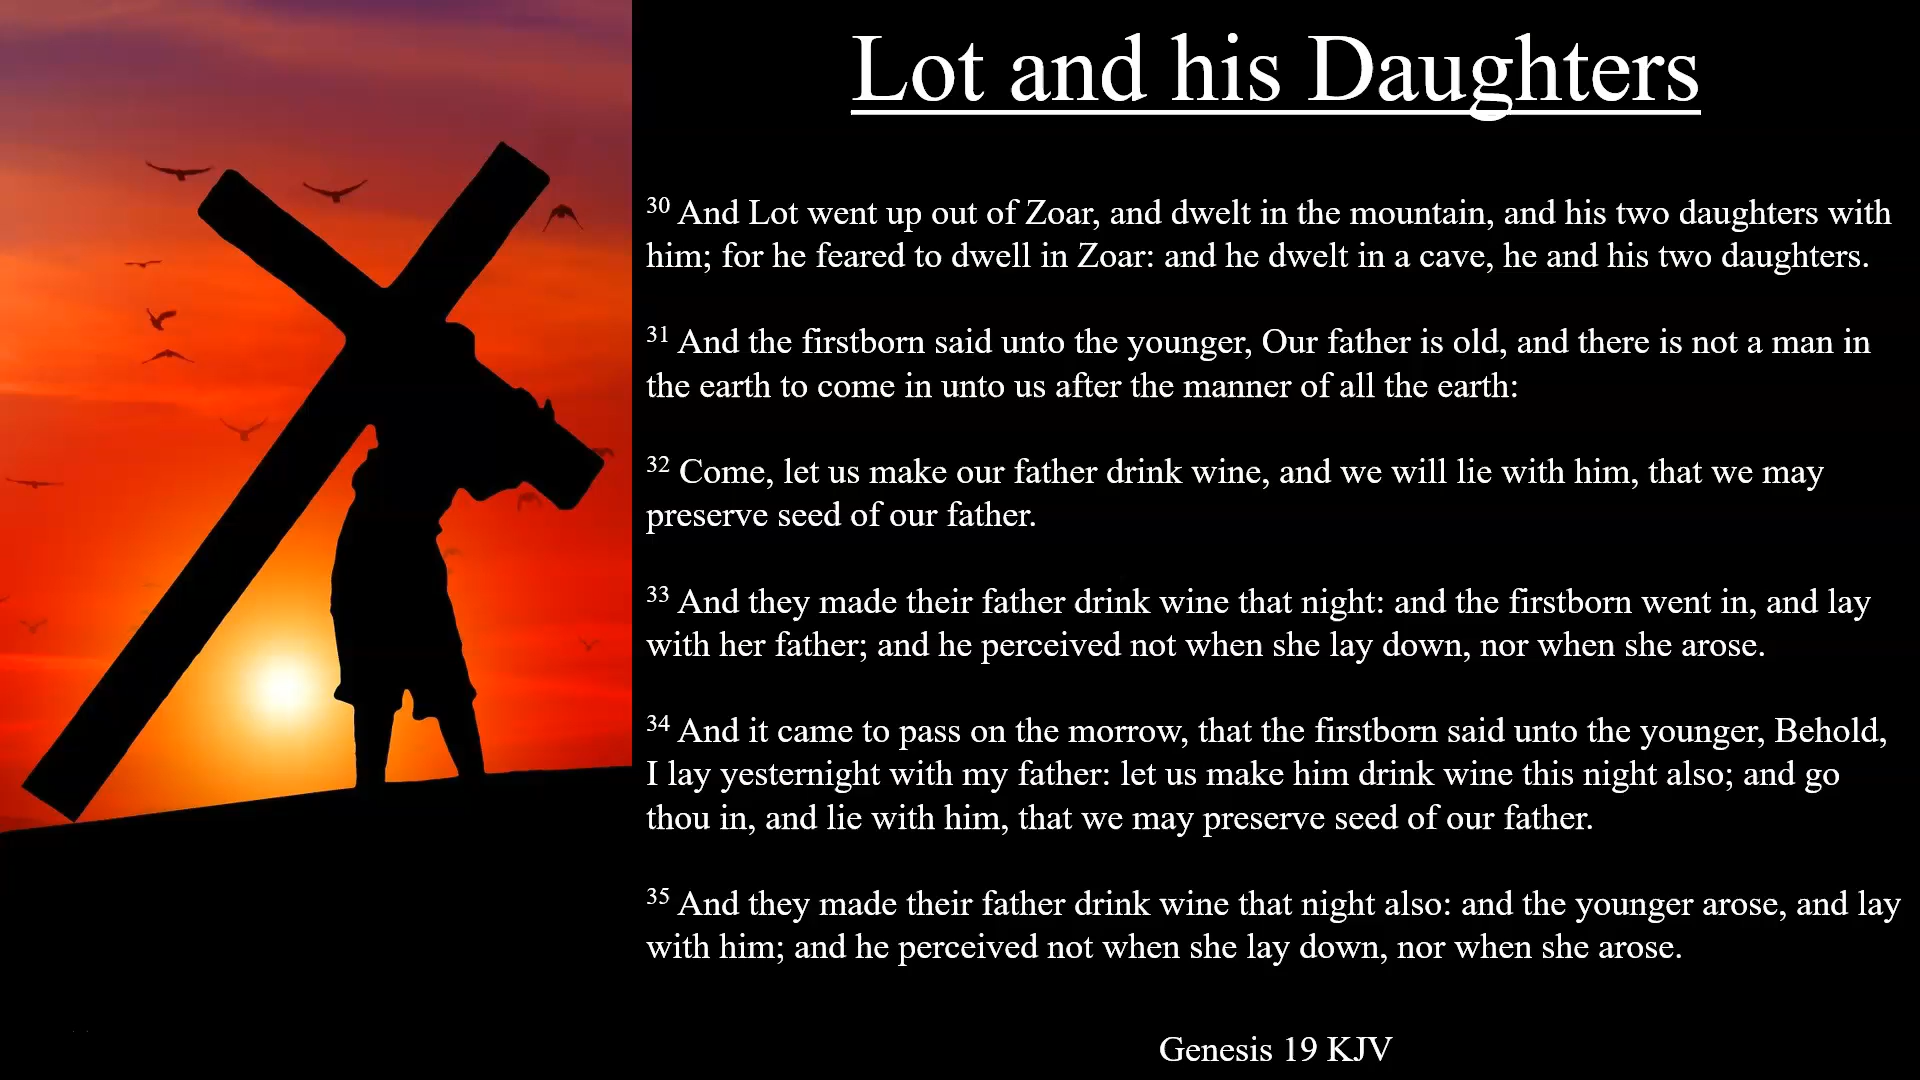 Lot and his Daughters
30 And Lot went up out of Zoar, and dwelt in the mountain, and his two daughters with
him; for he feared to dwell in Zoar: and he dwelt in a cave, he and his two daughters.
31 And the firstborn said unto the younger, Our father is old, and there is not a man in
the earth to come in unto us after the manner of all the earth:
32 Come, let us make our father drink wine, and we will lie with him, that we may
preserve seed of our father.
33 And they made their father drink wine that night: and the firstborn went in, and lay
with her father; and he perceived not when she lay down, nor when she arose.
34 And it came to pass on the morrow, that the firstborn said unto the younger, Behold,
I lay yesternight with my father: let us make him drink wine this night also; and go
thou in, and lie with him, that we may preserve seed of our father.
35 And they made their father drink wine that night also: and the younger arose, and lay
with him; and he perceived not when she lay down, nor when she arose.
Genesis 19 KJV